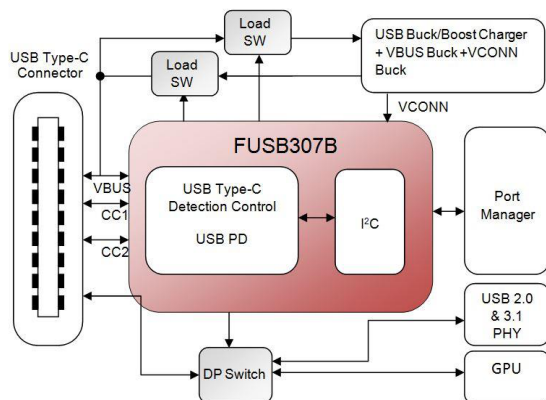 USB Type-C
Connector
Load
SW
Load
SW
USB Buck/Boost Charger
+ VBUS Buck +VCONN
Buck
VCONN
FUSB307B
VBUS
CC1
CC2
USB Type-C
Detection Control
USB PD
I²C
Port
Manager
USB 2.0
& 3.1
PHY
DP Switch
GPU